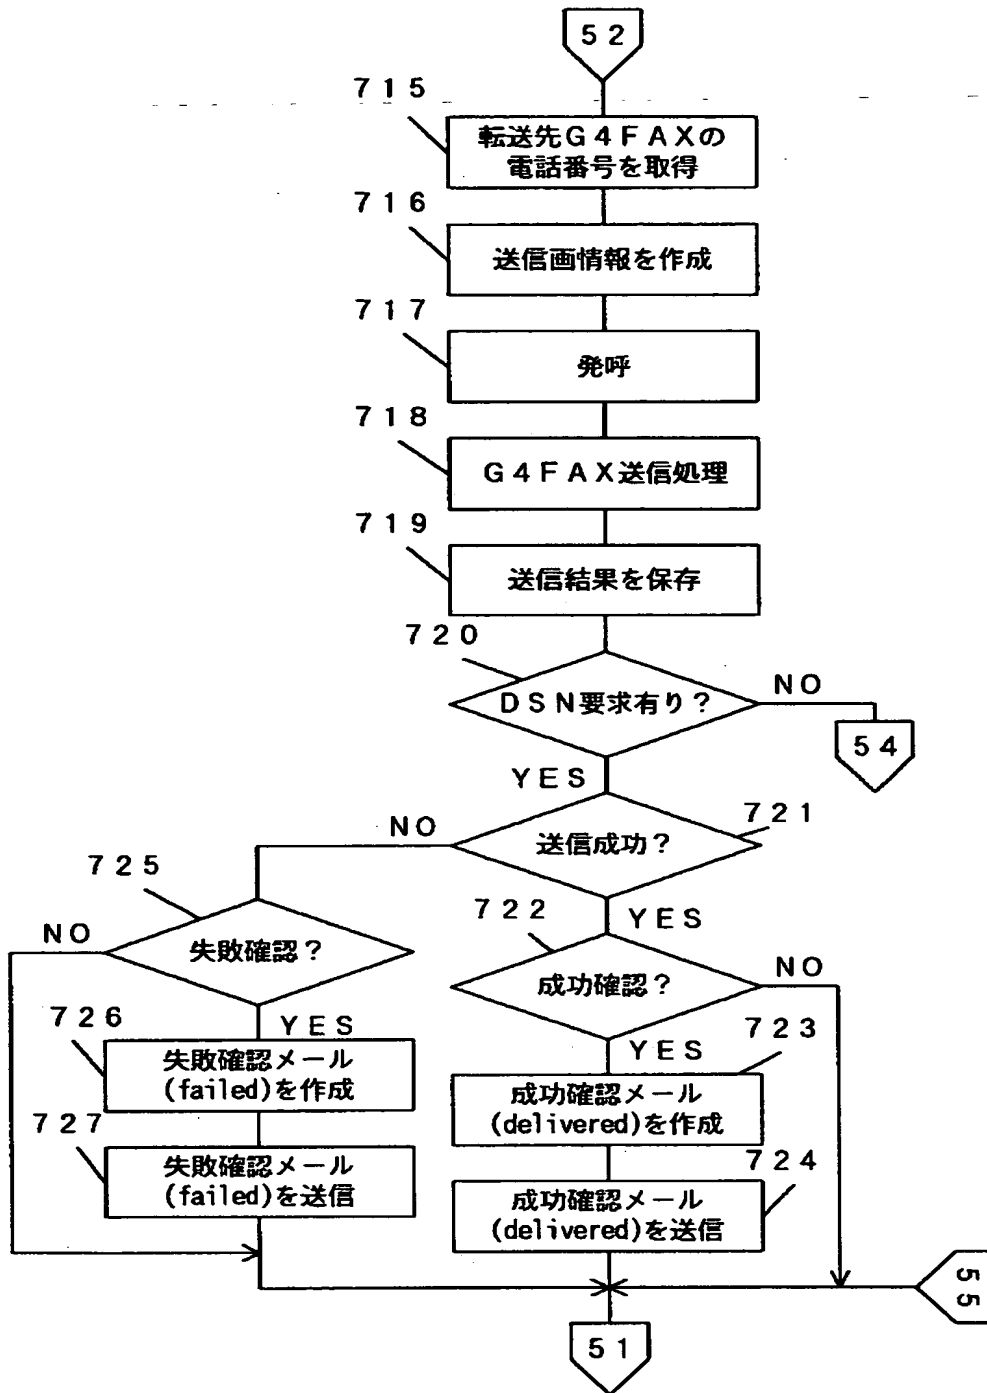 ５２
７１５
転送先Ｇ４ＦＡＸの
電話番号を取得
７１６
送信画情報を作成
７１７
発呼
７１８
Ｇ４ＦＡＸ送信処理
７１９
送信結果を保存
７２０
ＤＳＮ要求有り？
ＮＯ
５４
ＹＥＳ
７２１
送信成功？
ＮＯ
７２５
７２２
ＹＥＳ
ＮＯ
失敗確認？
成功確認？
ＮＯ
７２６
ＹＥＳ
失敗確認メール
(failed)を作成
ＹＥＳ
７２３
成功確認メール
(delivered)を作成
７２７
失敗確認メール
(failed)を送信
７２４
成功確認メール
(delivered)を送信
５５
５１